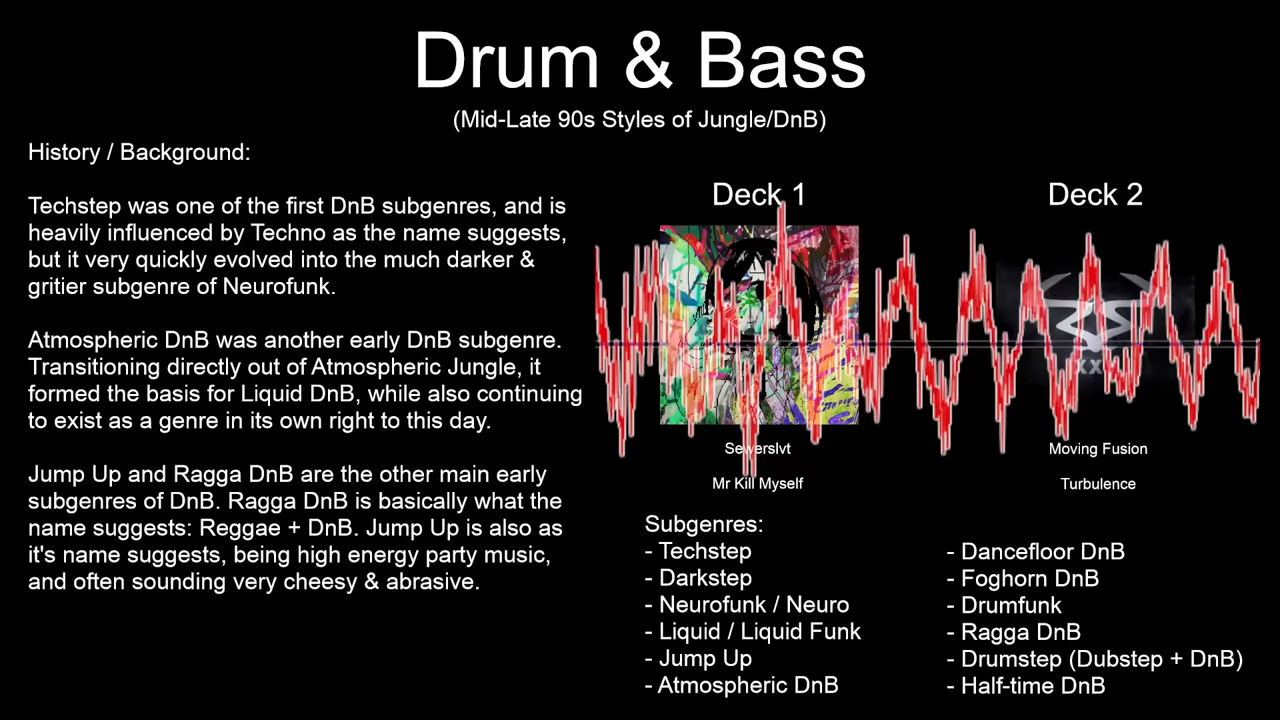 Drum & Bass
(Mid-Late 90s Styles of Jungle/DnB)
History / Background:
Techstep was one of the first DnB subgenres, and is
heavily influenced by Techno as the name suggests,
but it very quickly evolved into the much darker &
gritier subgenre of Neurofunk.
Atmospheric DnB was another early DnB subgenre.
Transitioning directly out of Atmospheric Jungle, it
formed the basis for Liquid DnB, while also continuing
to exist as a genre in its own right to this day.
Jump Up and Ragga DnB are the other main early
subgenres of DnB. Ragga DnB is basically what the
name suggests: Reggae + DnB. Jump Up is also as
it's name suggests, being high energy party music,
and often sounding very cheesy & abrasive.
Deck 1
Sewerslvt
Mr Kill Myself
Deck 2
Moving Fusion
Turbulence
Subgenres:
- Techstep
- Darkstep
- Neurofunk / Neuro
- Liquid / Liquid Funk
- Jump Up
- Atmospheric DnB
- Dancefloor DnB
- Foghorn DnB
- Drumfunk
- Ragga DnB
- Drumstep (Dubstep + DnB)
- Half-time DnB